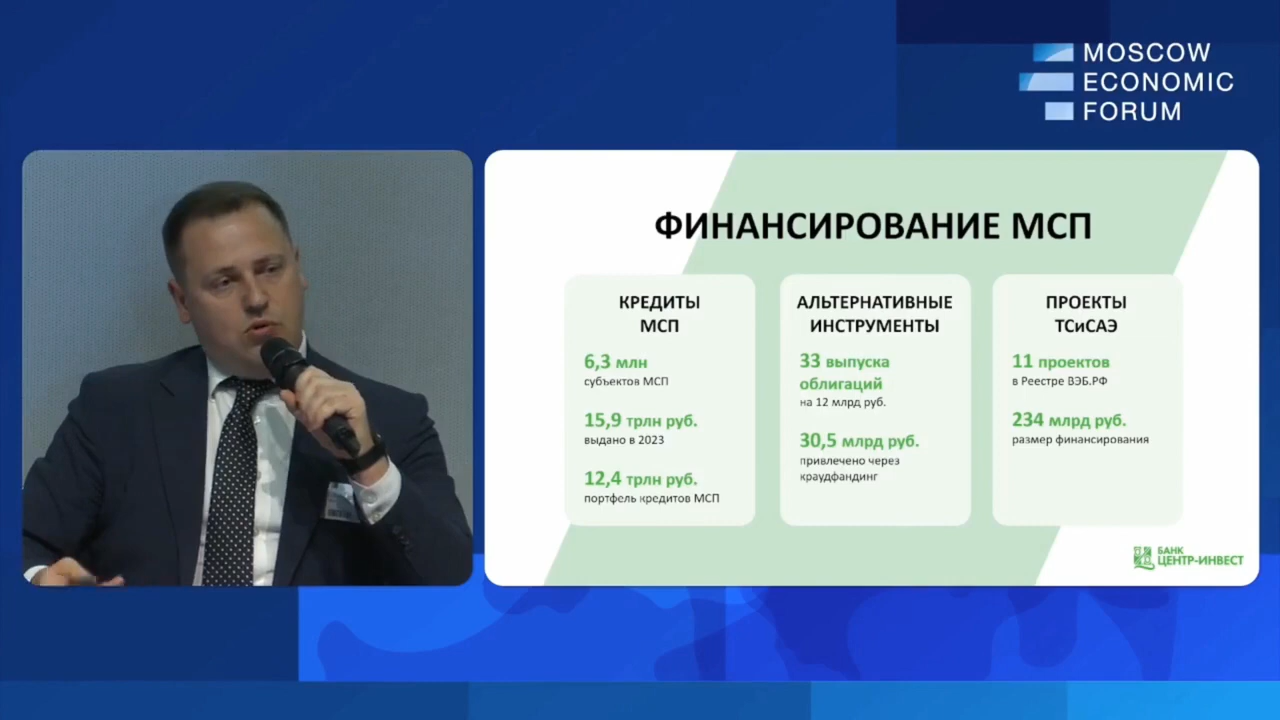 MOSCOW
ECONOMIC
FORUM
ФИНАНСИРОВАНИЕ МСП
КРЕДИТЫ
МСП
6,3 млн
субъектов МСП
15,9 трлн руб.
выдано в 2023
12,4 трлн руб.
портфель кредитов МСП
АЛЬТЕРНАТИВНЫЕ
ИНСТРУМЕНТЫ
33 выпуска
облигаций
на 12 млрд руб.
30,5 млрд руб.
привлечено через
краудфандинг
ПРОЕКТЫ
ТСиСАЭ
11 проектов
в Реестре ВЭБ.РФ
234 млрд руб.
размер финансирования
БАНК
ЦЕНТР-ИНВЕСТ